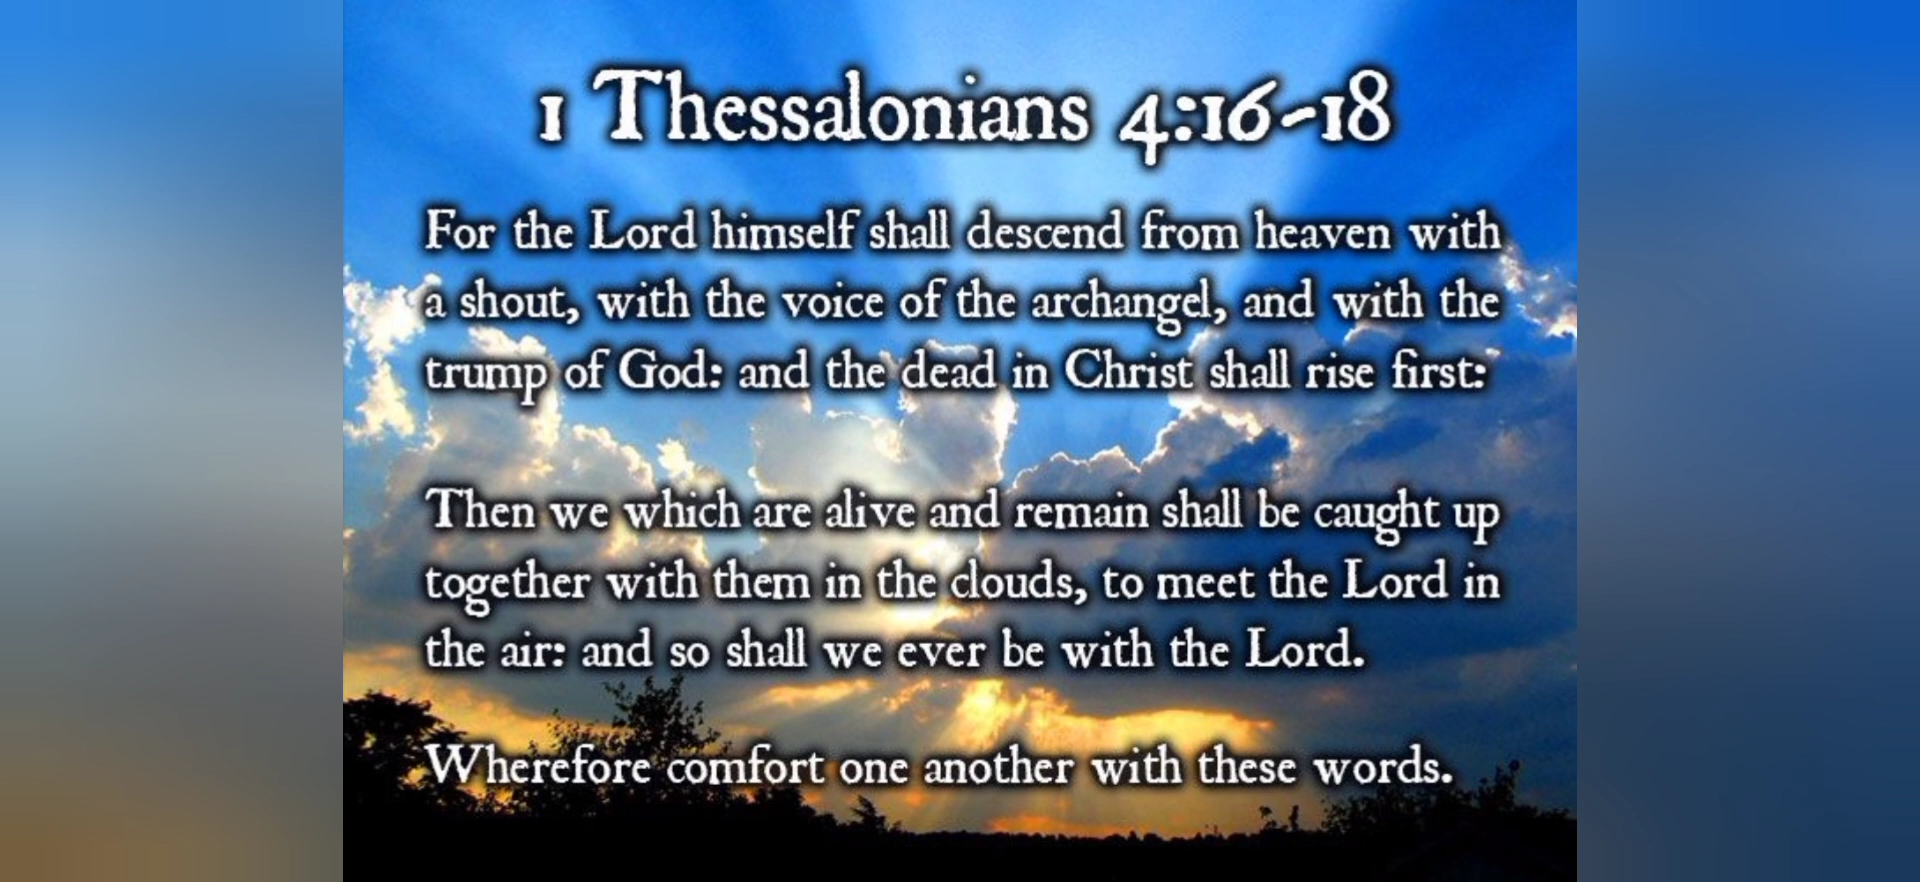 1 Thessalonians 4:16-18
For the Lord himself shall descend from heaven with
a shout, with the voice of the archangel, and with the
trump of God: and the dead in Christ shall rise first:
Then we which are alive and remain shall be caught up
together with them in the clouds, to meet the Lord in
the air: and so shall we ever be with the Lord.
Wherefore comfort one another with these words.